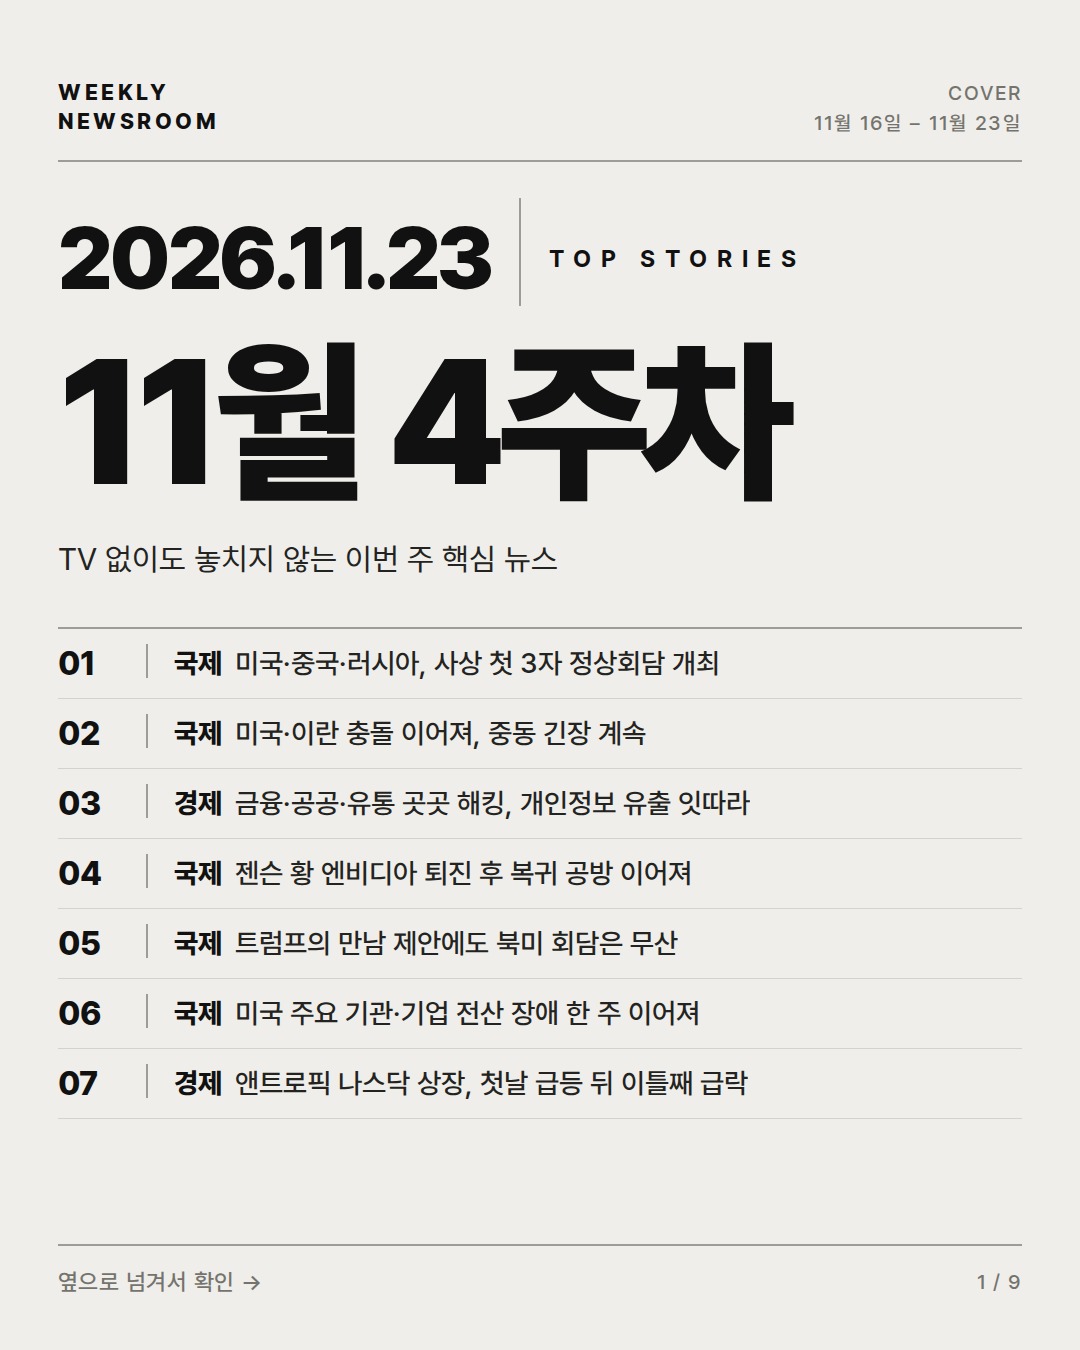 WEEKLY
NEWSROOM
COVER
11월 16일 – 11월 23일
2026.11.23
TOP STORIES
11월 4주차
TV 없이도 놓치지 않는 이번 주 핵심 뉴스
01 국제 미국·중국·러시아, 사상 첫 3자 정상회담 개최
02 국제 미국·이란 충돌 이어져, 중동 긴장 계속
03 경제 금융·공공·유통 곳곳 해킹, 개인정보 유출 잇따라
04 국제 젠슨 황 엔비디아 퇴진 후 복귀 공방 이어져
05 국제 트럼프의 만남 제안에도 북미 회담은 무산
06 국제 미국 주요 기관·기업 전산 장애 한 주 이어져
07 경제 앤트로픽 나스닥 상장, 첫날 급등 뒤 이틀째 급락
옆으로 넘겨서 확인 →
1 / 9